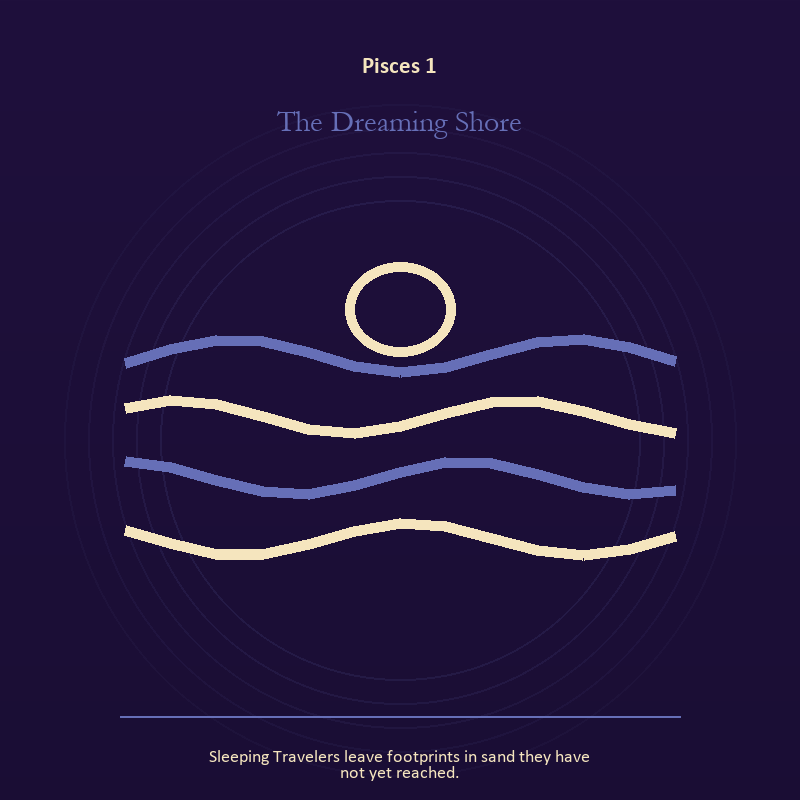 Pisces 1
The Dreaming Shore
Sleeping Travelers leave footprints in sand they have
not yet reached.